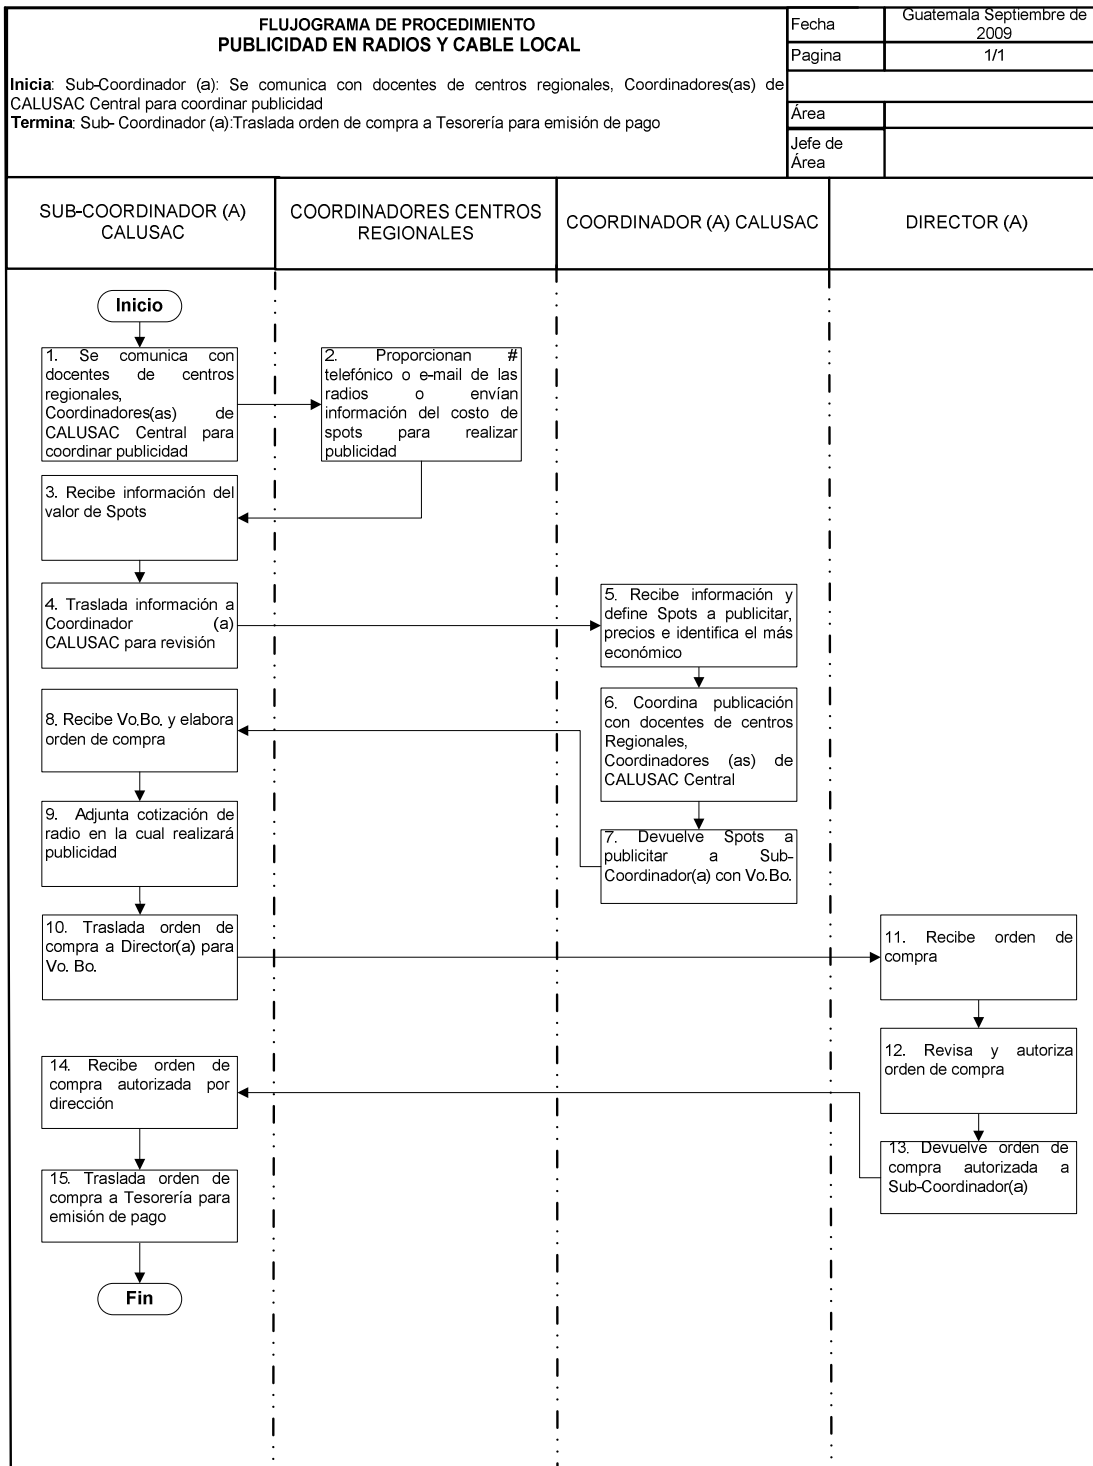 FLUJOGRAMA DE PROCEDIMIENTO
PUBLICIDAD EN RADIOS Y CABLE LOCAL
Inicia: Sub-Coordinador (a): Se comunica con docentes de centros regionales, Coordinadores(as) de
CALUSAC Central para coordinar publicidad
Termina: Sub- Coordinador (a):Traslada orden de compra a Tesorería para emisión de pago
Fecha
Guatemala Septiembre de
2009
Pagina
1/1
Área
Jefe de
Área
SUB-COORDINADOR (A)
CALUSAC
COORDINADORES CENTROS
REGIONALES
COORDINADOR (A) CALUSAC
DIRECTOR (A)
Inicio
1. Se comunica con
docentes de centros
regionales,
Coordinadores(as) de
CALUSAC Central para
coordinar publicidad
2. Proporcionan #
telefónico o e-mail de las
radios o envían
información del costo de
spots para realizar
publicidad
3. Recibe información del
valor de Spots
4. Traslada información a
Coordinador (a)
CALUSAC para revisión
5. Recibe información y
define Spots a publicitar,
precios e identifica el más
económico
6. Coordina publicación
con docentes de centros
Regionales,
Coordinadores (as) de
CALUSAC Central
7. Devuelve Spots a
publicitar a Sub-
Coordinador(a) con Vo.Bo.
8. Recibe Vo.Bo. y elabora
orden de compra
9. Adjunta cotización de
radio en la cual realizará
publicidad
10. Traslada orden de
compra a Director(a) para
Vo. Bo.
11. Recibe orden de
compra
12. Revisa y autoriza
orden de compra
13. Devuelve orden de
compra autorizada a
Sub-Coordinador(a)
14. Recibe orden de
compra autorizada por
dirección
15. Traslada orden de
compra a Tesorería para
emisión de pago
Fin